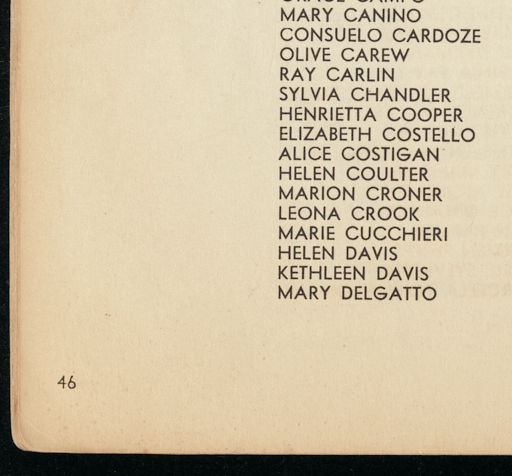 MARY CANINO
CONSUELO CARDOZE
OLIVE CAREW
RAY CARLIN
SYLVIA CHANDLER
HENRIETTA COOPER
ELIZABETH COSTELLO
ALICE COSTIGAN
HELEN COULTER
MARION CRONER
LEONA CROOK
MARIE CUCCHIERI
HELEN DAVIS
KETHLEEN DAVIS
MARY DELGATTO
46